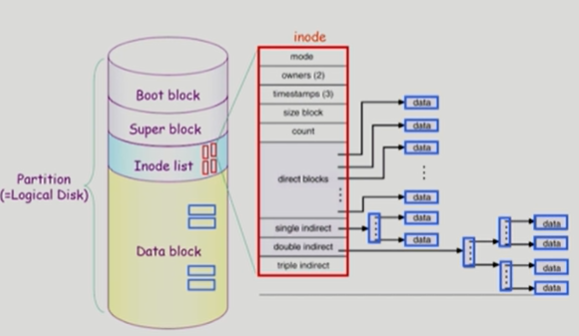 inode
mode
owners (2)
timestamps (3)
size block
count
direct blocks
single indirect
double indirect
triple indirect
Boot block
Super block
Inode list
Data block
Partition
(=Logical Disk)
data
data
data
data
data
data
data
data
data
data